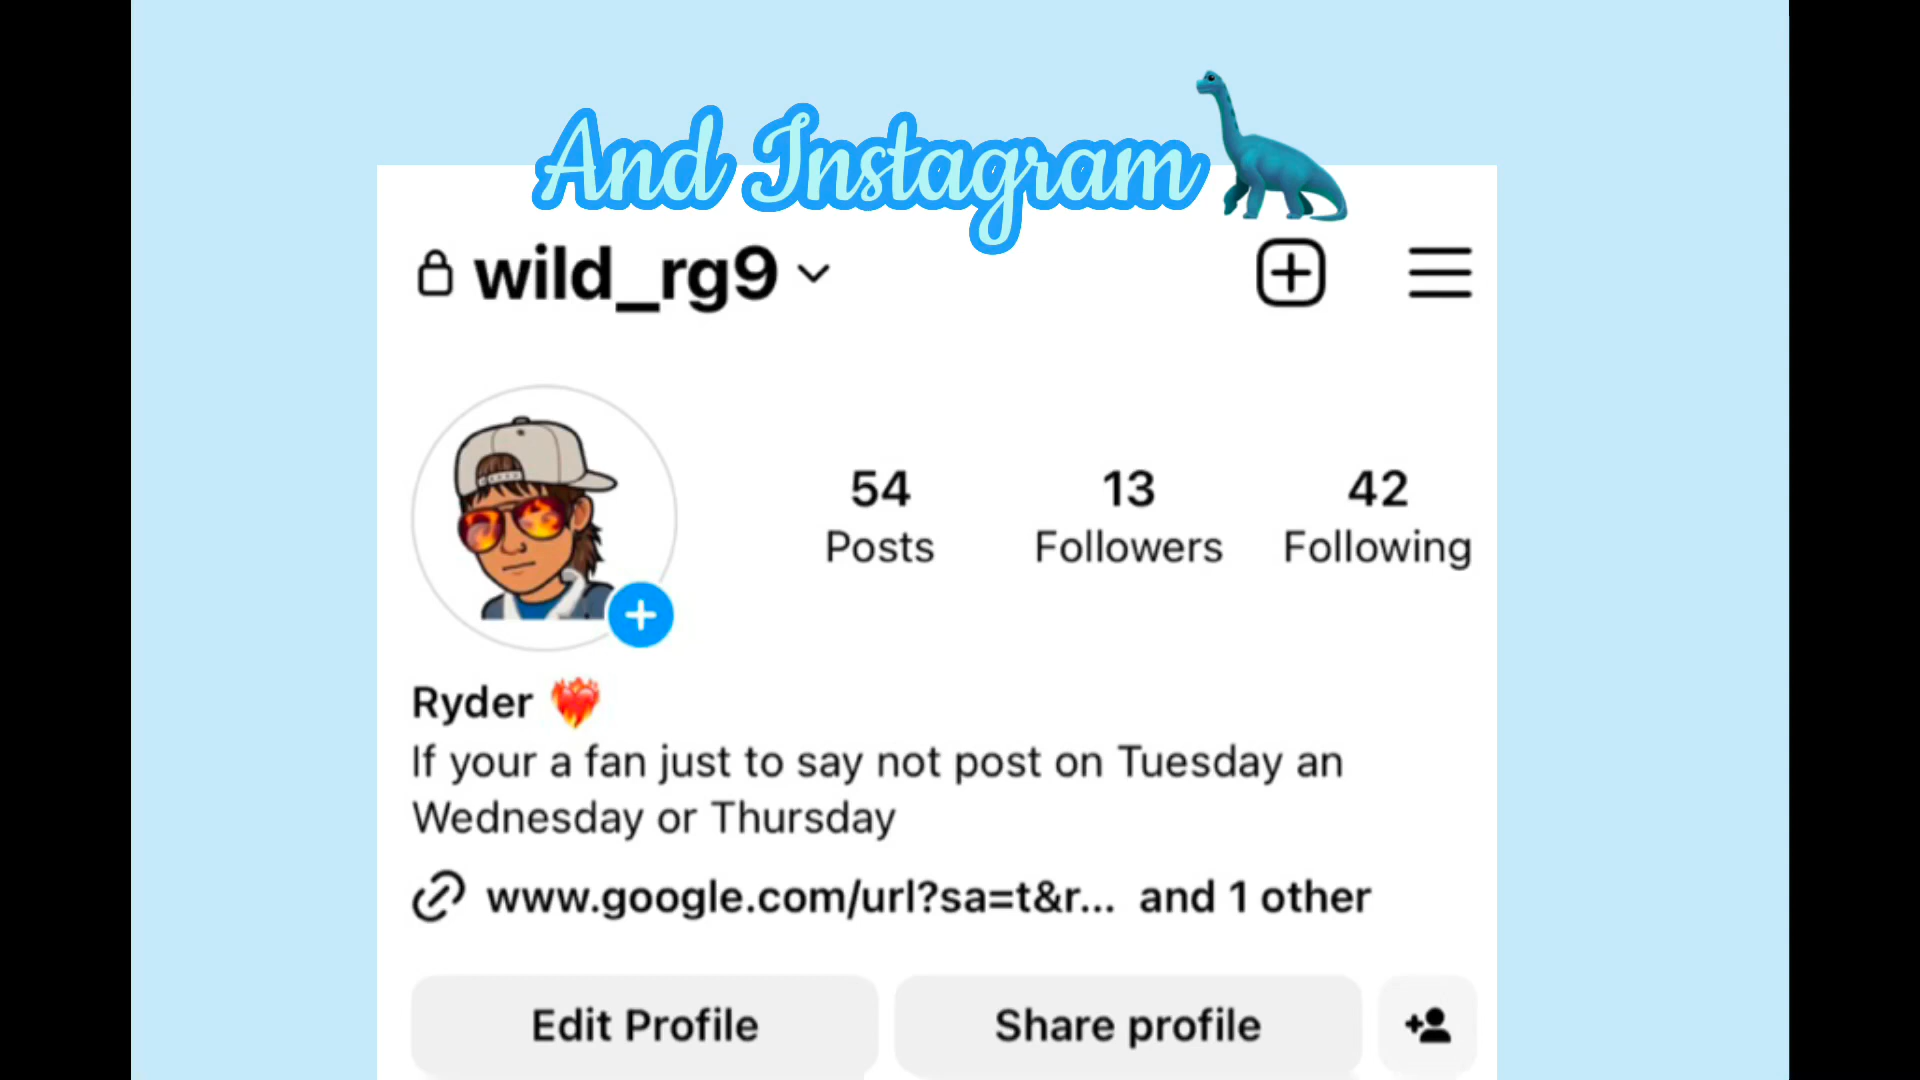 And Instagram
wild_rg9
54 13 42
Posts Followers Following
Ryder ❤️‍🔥
If your a fan just to say not post on Tuesday an
Wednesday or Thursday
www.google.com/url?sa=t&r... and 1 other
Edit Profile Share profile